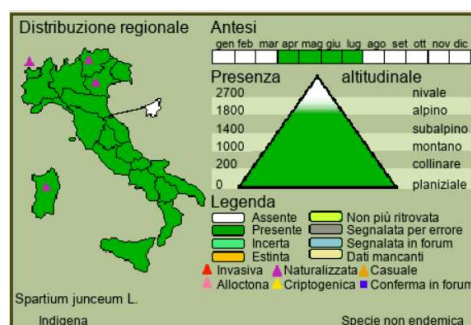 Distribuzione regionale
Antesi
gen feb mar apr mag giu lug ago set ott nov dic
Presenza altitudinale
2700 nivale
1800 alpino
1400 subalpino
1000 montano
200 collinare
0 planiziale
Legenda
Assente Non più ritrovata
Presente Segnalata per errore
Incerta Segnalata in forum
Estinta Dati mancanti
Invasiva Naturalizzata Casuale
Alloctona Criptogenica Conferma in forum
Spartium junceum L.
Indigena Specie non endemica